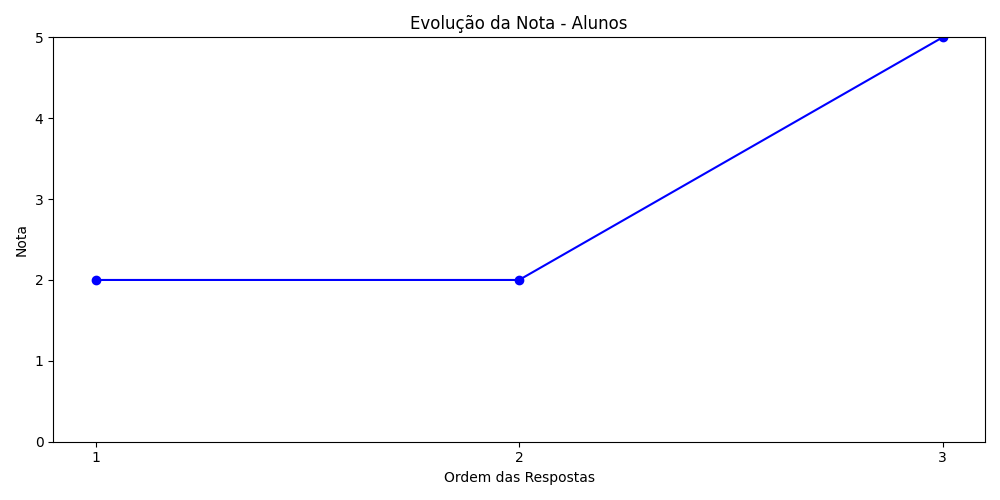 Evolução da Nota - Alunos
5
4
3
2
1
0
Nota
1 2 3
Ordem das Respostas